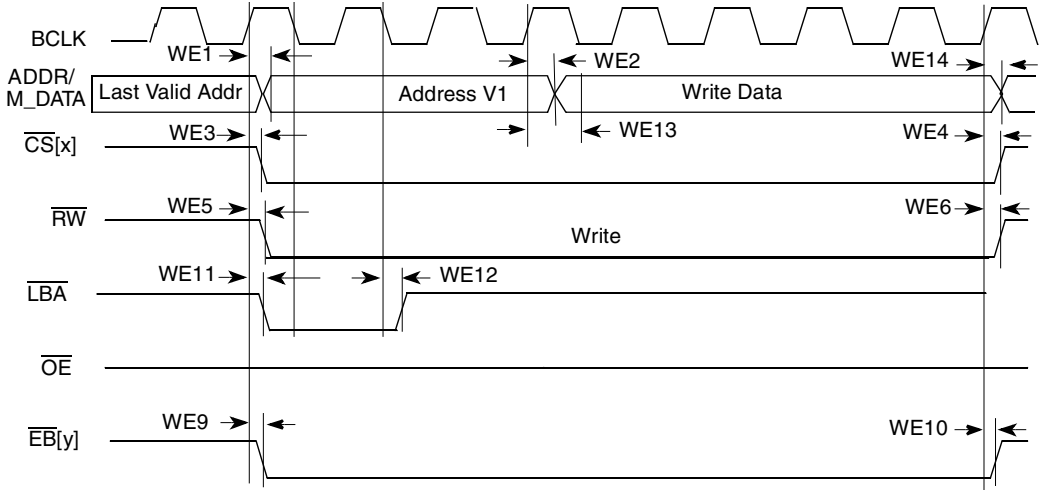 BCLK
WE1
WE2
WE14
ADDR/
M_DATA
Last Valid Addr
Address V1
Write Data
WE3
WE13
WE4
CS[x]
WE5
WE6
RW
Write
WE11
WE12
LBA
OE
WE9
WE10
EB[y]